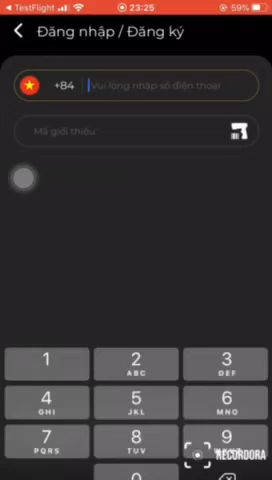 TestFlight 23:25 59%
Đăng nhập / Đăng ký
+84 Vui lòng nhập số điện thoại
Mã giới thiệu
1 2 3
ABC DEF
4 5 6
GHI JKL MNO
7 8 9
PQRS TUV
RECORDORA
0